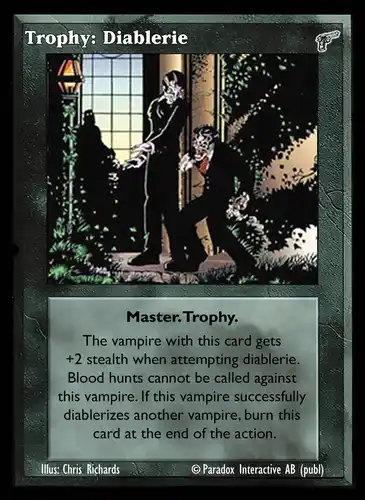 Trophy: Diablerie
Master. Trophy.
The vampire with this card gets
+2 stealth when attempting diablerie.
Blood hunts cannot be called against
this vampire. If this vampire successfully
diablerizes another vampire, burn this
card at the end of the action.
Illus: Chris Richards © Paradox Interactive AB (publ)